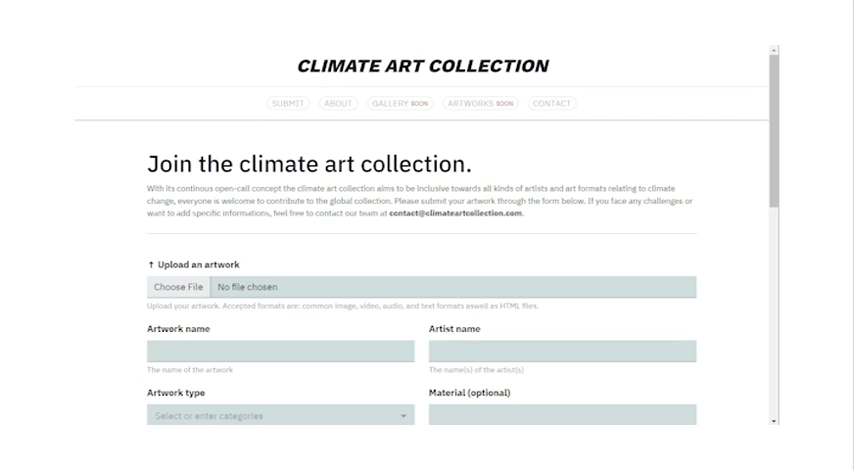 CLIMATE ART COLLECTION
SUBMIT ABOUT GALLERY SOON ARTWORKS SOON CONTACT
Join the climate art collection.
With its continous open-call concept the climate art collection aims to be inclusive towards all kinds of artists and art formats relating to climate
change, everyone is welcome to contribute to the global collection. Please submit your artwork through the form below. If you face any challenges or
want to add specific informations, feel free to contact our team at contact@climateartcollection.com.
↑ Upload an artwork
Choose File No file chosen
Upload your artwork. Accepted formats are: common image, video, audio, and text formats aswell as HTML files.
Artwork name Artist name
The name of the artwork The name(s) of the artist(s)
Artwork type Material (optional)
Select or enter categories